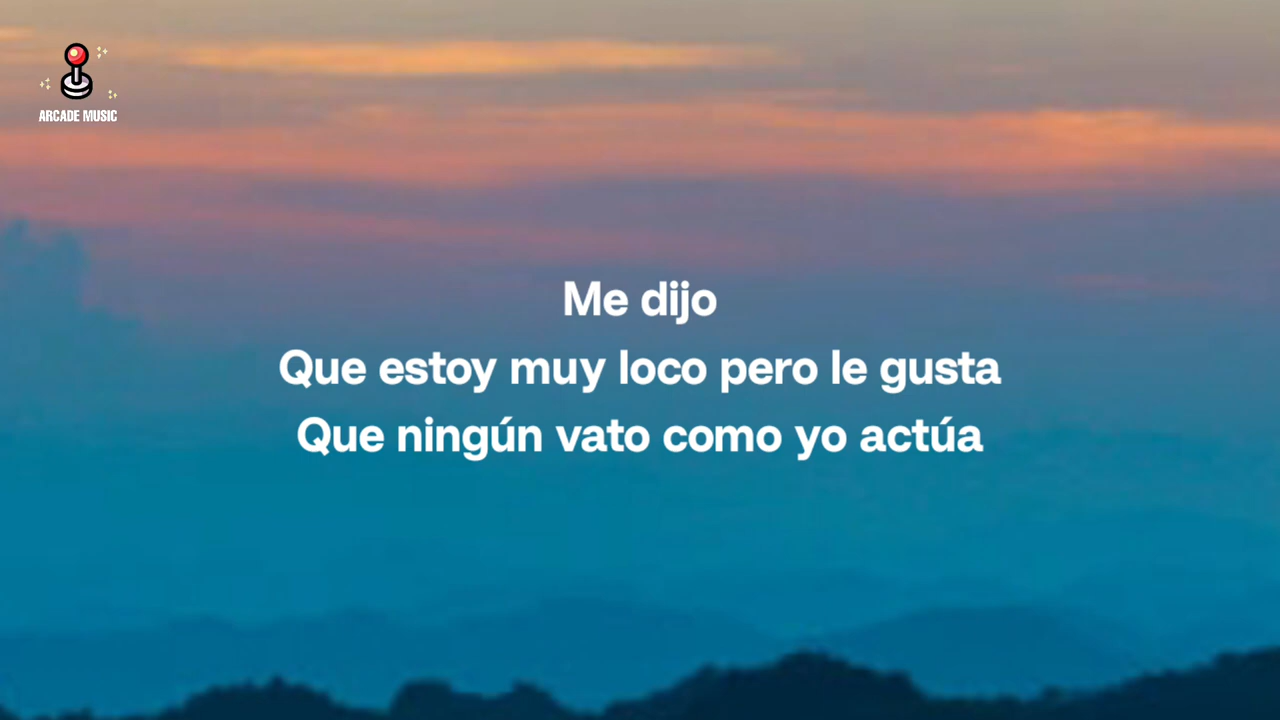 ARCADE MUSIC
Me dijo
Que estoy muy loco pero le gusta
Que ningún vato como yo actúa